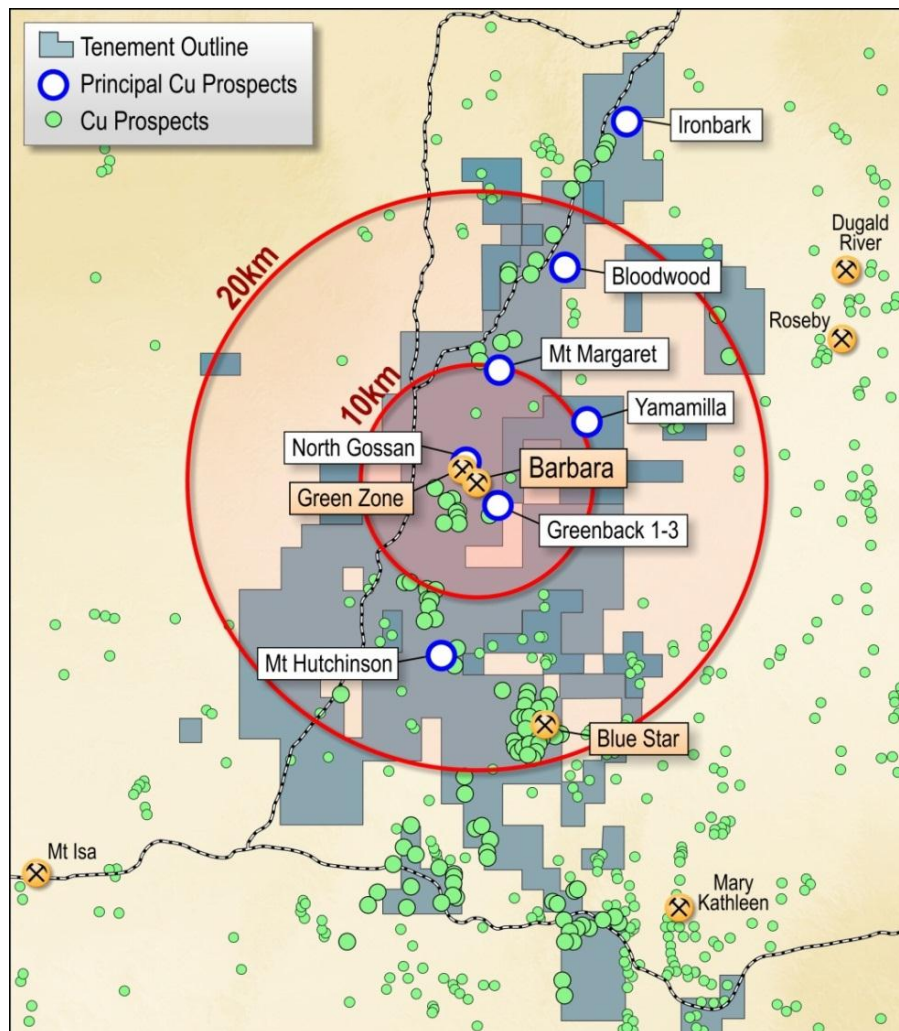 Tenement Outline
Principal Cu Prospects
Cu Prospects
Ironbark
Dugald
River
20km
Bloodwood
Roseby
Mt Margaret
10km
Yamamilla
North Gossan
Barbara
Green Zone
Greenback 1-3
Mt Hutchinson
Blue Star
Mt Isa
Mary
Kathleen